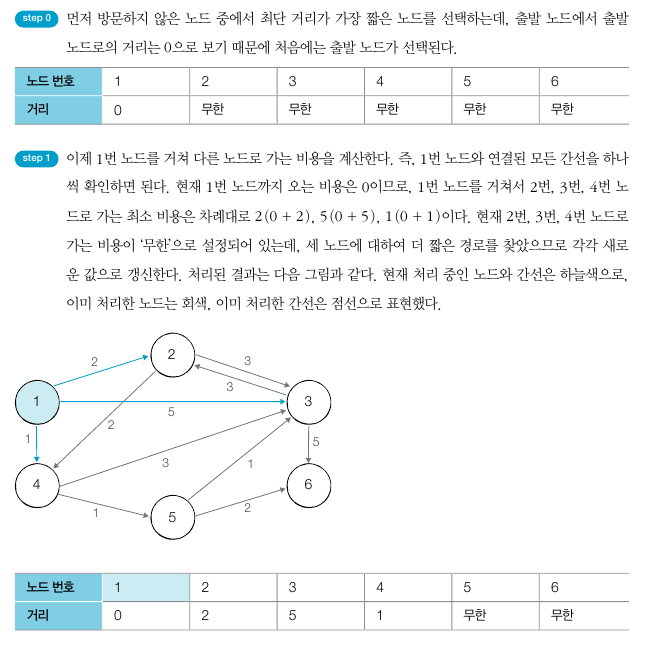 step 0 먼저 방문하지 않은 노드 중에서 최단 거리가 가장 짧은 노드를 선택하는데, 출발 노드에서 출발
노드로의 거리는 0으로 보기 때문에 처음에는 출발 노드가 선택된다.
노드 번호 1 2 3 4 5 6
거리 0 무한 무한 무한 무한 무한
step 1 이제 1번 노드를 거쳐 다른 노드로 가는 비용을 계산한다. 즉, 1번 노드와 연결된 모든 간선을 하나
씩 확인하면 된다. 현재 1번 노드까지 오는 비용은 0이므로, 1번 노드를 거쳐서 2번, 3번, 4번 노
드로 가는 최소 비용은 차례대로 2(0 + 2), 5(0 + 5), 1(0 + 1)이다. 현재 2번, 3번, 4번 노드로
가는 비용이 '무한'으로 설정되어 있는데, 세 노드에 대하여 더 짧은 경로를 찾았으므로 각각 새로
운 값으로 갱신한다. 처리된 결과는 다음 그림과 같다. 현재 처리 중인 노드와 간선은 하늘색으로,
이미 처리한 노드는 회색, 이미 처리한 간선은 점선으로 표현했다.
2
2
3
3
1
5
3
1
2
5
3
1
4
6
1
5
2
노드 번호 1 2 3 4 5 6
거리 0 2 5 1 무한 무한